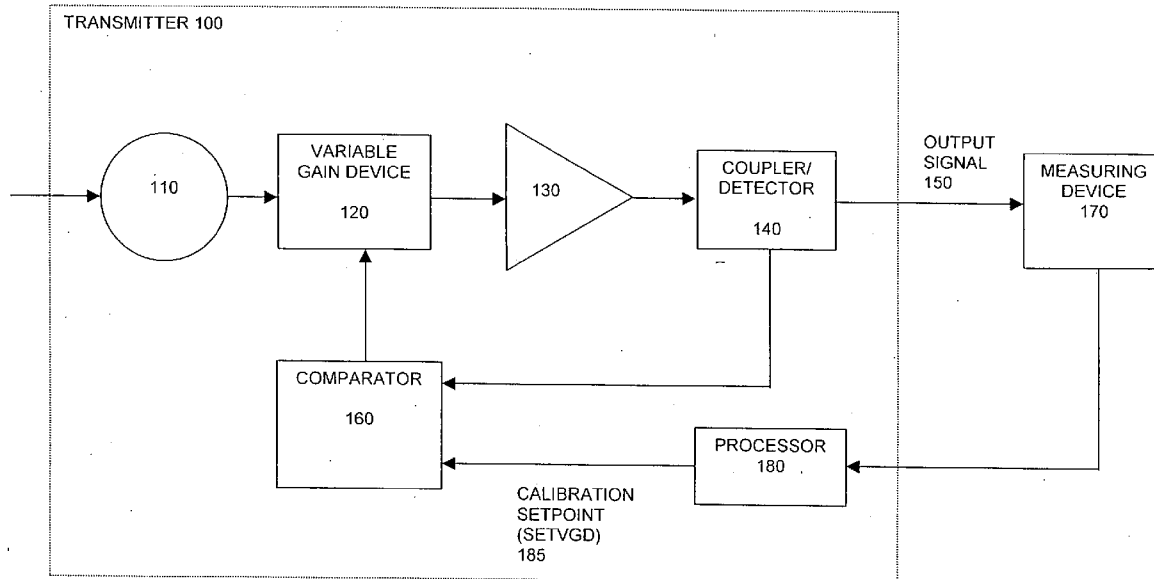 TRANSMITTER 100
110
VARIABLE
GAIN DEVICE
120
130
COUPLER/
DETECTOR
140
OUTPUT
SIGNAL
150
MEASURING
DEVICE
170
COMPARATOR
160
PROCESSOR
180
CALIBRATION
SETPOINT
(SETVGD)
185